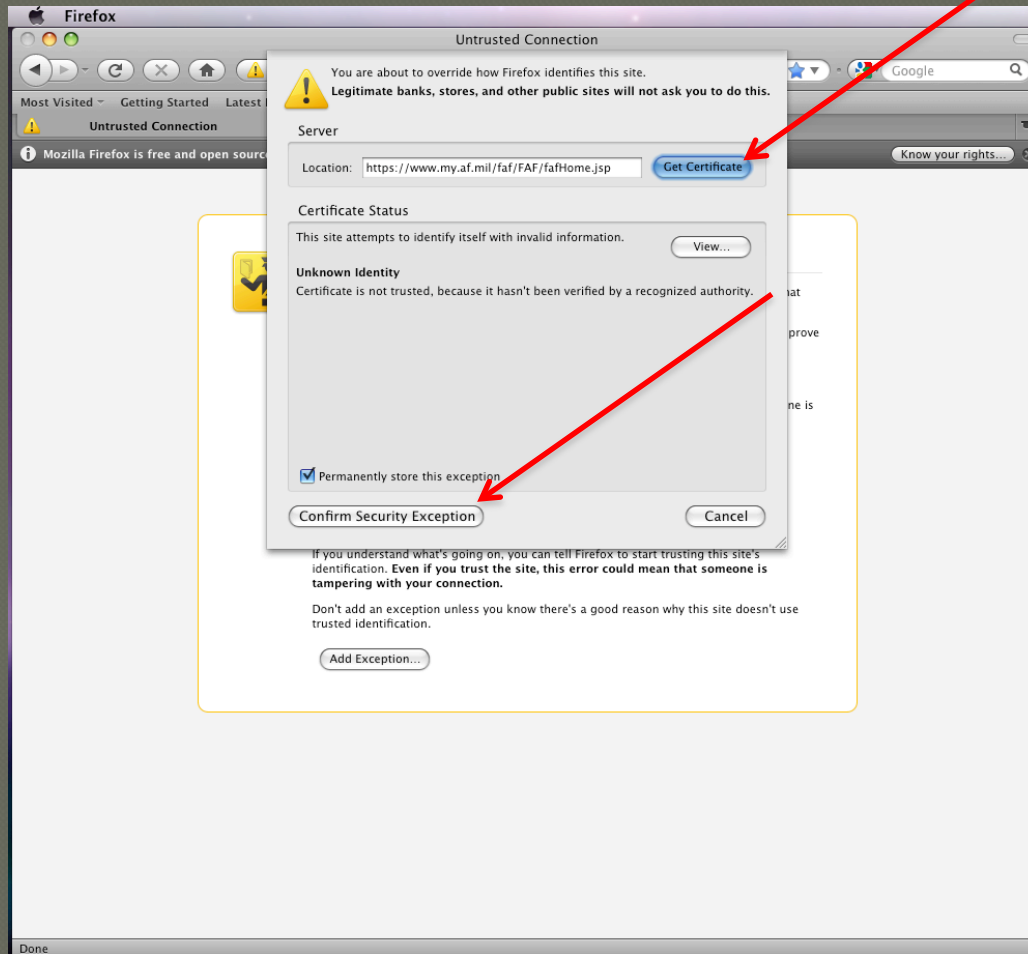 Firefox
Untrusted Connection
Google
Most Visited Getting Started Latest
Untrusted Connection
Mozilla Firefox is free and open sourc
Know your rights...
You are about to override how Firefox identifies this site.
Legitimate banks, stores, and other public sites will not ask you to do this.
Server
Location: https://www.my.af.mil/faf/FAF/fafHome.jsp Get Certificate
Certificate Status
This site attempts to identify itself with invalid information.
View...
Unknown Identity
Certificate is not trusted, because it hasn't been verified by a recognized authority.
hat
prove
ne is
Permanently store this exception
Confirm Security Exception Cancel
If you understand what's going on, you can tell Firefox to start trusting this site's
identification. Even if you trust the site, this error could mean that someone is
tampering with your connection.
Don't add an exception unless you know there's a good reason why this site doesn't use
trusted identification.
Add Exception...
Done